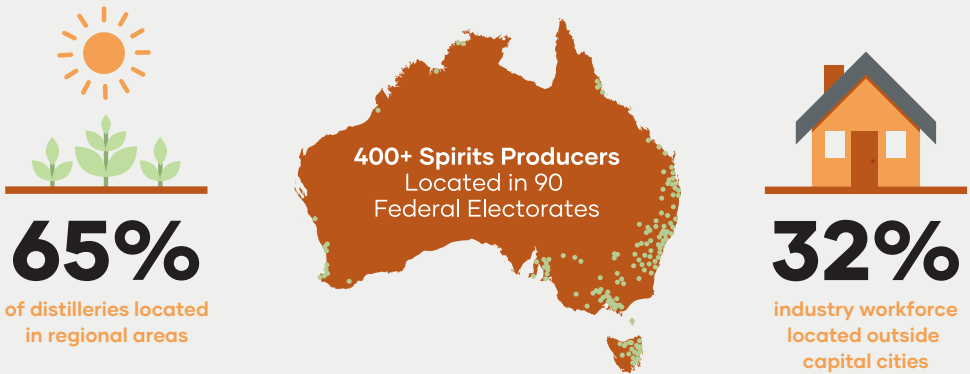 65%
of distilleries located
in regional areas
400+ Spirits Producers
Located in 90
Federal Electorates
32%
industry workforce
located outside
capital cities